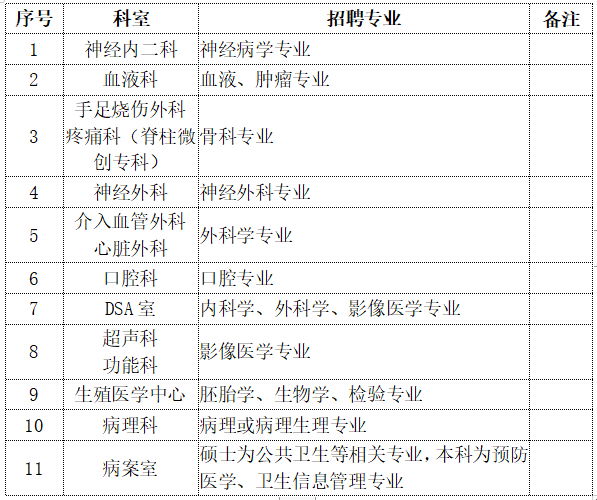 序号 科室 招聘专业 备注
1 神经内二科 神经病学专业
2 血液科 血液、肿瘤专业
手足烧伤外科
3 疼痛科（脊柱微 骨科专业
创专科）
4 神经外科 神经外科专业
介入血管外科
5 外科学专业
心脏外科
6 口腔科 口腔专业
7 DSA 室 内科学、外科学、影像医学专业
超声科
8 影像医学专业
功能科
9 生殖医学中心 胚胎学、生物学、检验专业
10 病理科 病理或病理生理专业
硕士为公共卫生等相关专业，本科为预防
11 病案室
医学、卫生信息管理专业